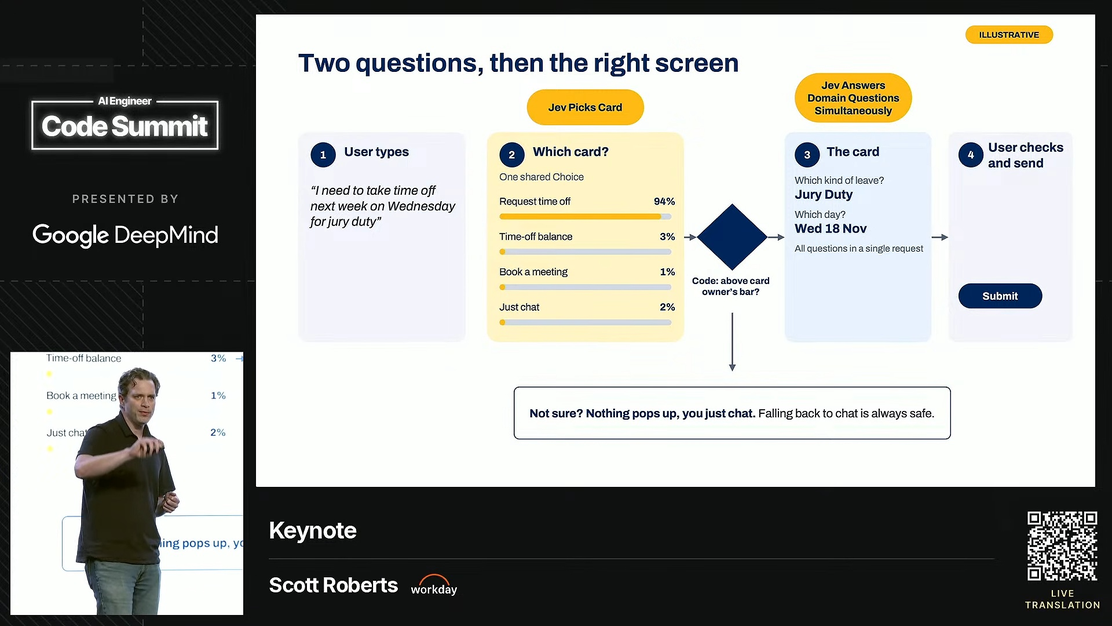 AI Engineer
Code Summit
PRESENTED BY
Google DeepMind
ILLUSTRATIVE
Two questions, then the right screen
Jev Picks Card
Jev Answers
Domain Questions
Simultaneously
1 User types
“I need to take time off
next week on Wednesday
for jury duty”
2 Which card?
One shared Choice
Request time off 94%
Time-off balance 3%
Book a meeting 1%
Just chat 2%
Code: above card
owner's bar?
3 The card
Which kind of leave?
Jury Duty
Which day?
Wed 18 Nov
All questions in a single request
4 User checks
and send
Submit
Not sure? Nothing pops up, you just chat. Falling back to chat is always safe.
Time-off balance 3%
Book a meeting 1%
Just chat 2%
ing pops up, yo
Keynote
Scott Roberts workday
LIVE
TRANSLATION